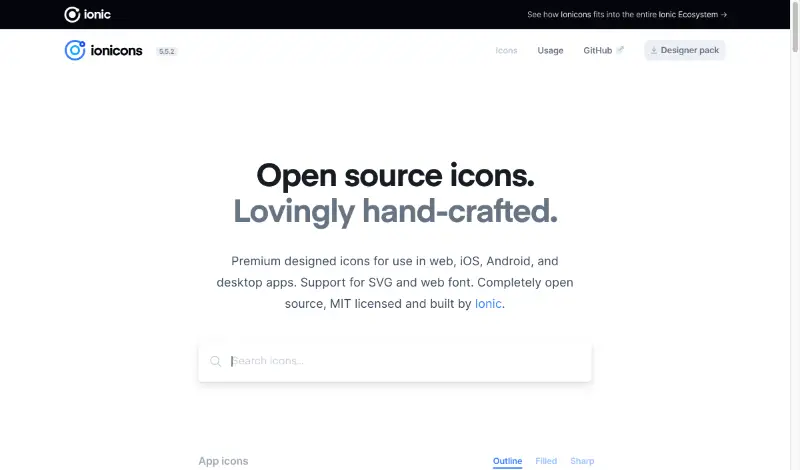 ionic
See how Ionicons fits into the entire Ionic Ecosystem →
ionicons 5.5.2
Icons Usage GitHub Designer pack
Open source icons.
Lovingly hand-crafted.
Premium designed icons for use in web, iOS, Android, and
desktop apps. Support for SVG and web font. Completely open
source, MIT licensed and built by Ionic.
Search icons...
App icons
Outline Filled Sharp